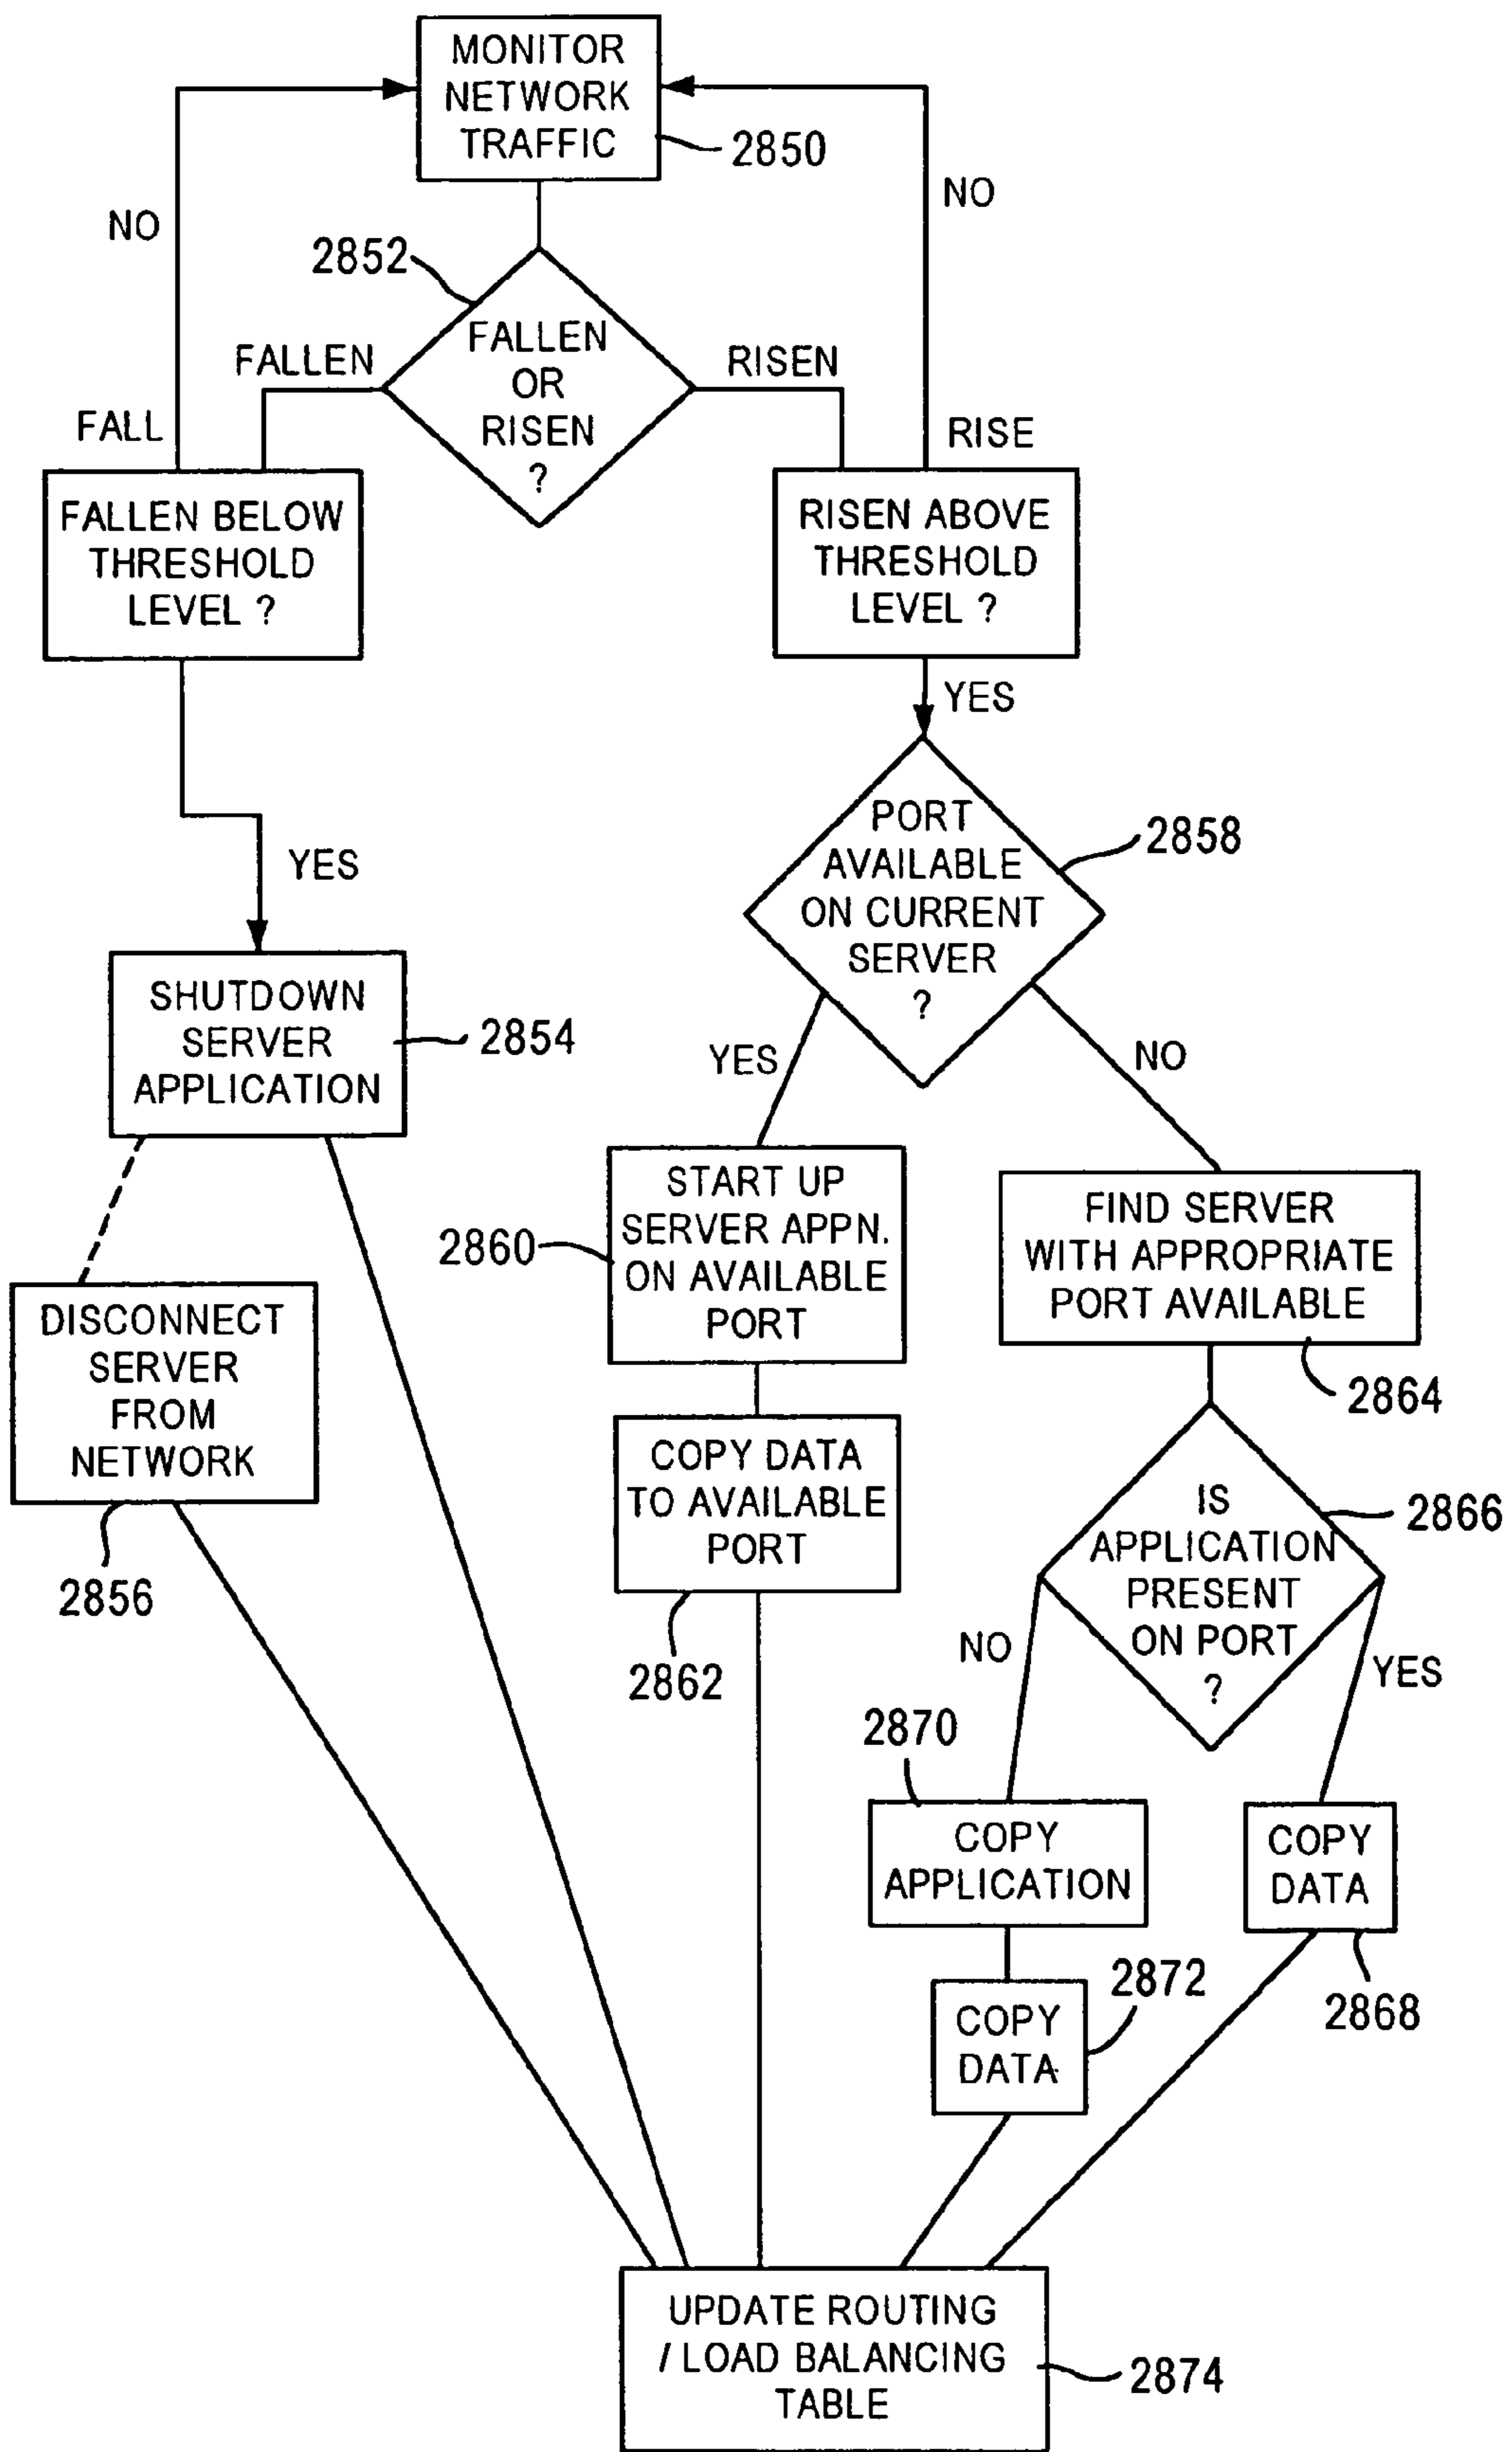 MONITOR
NETWORK
TRAFFIC
2850
NO
NO
2852
FALLEN
OR
RISEN
?
FALLEN
RISEN
FALL
RISE
FALLEN BELOW
THRESHOLD
LEVEL ?
RISEN ABOVE
THRESHOLD
LEVEL ?
YES
PORT
AVAILABLE
ON CURRENT
SERVER
?
2858
YES
SHUTDOWN
SERVER
APPLICATION
2854
YES
NO
START UP
SERVER APPN.
ON AVAILABLE
PORT
2860
FIND SERVER
WITH APPROPRIATE
PORT AVAILABLE
2864
DISCONNECT
SERVER
FROM
NETWORK
2856
COPY DATA
TO AVAILABLE
PORT
2862
IS
APPLICATION
PRESENT
ON PORT
?
2866
NO
YES
2870
COPY
APPLICATION
COPY
DATA
2868
2872
COPY
DATA
UPDATE ROUTING
/ LOAD BALANCING
TABLE
2874